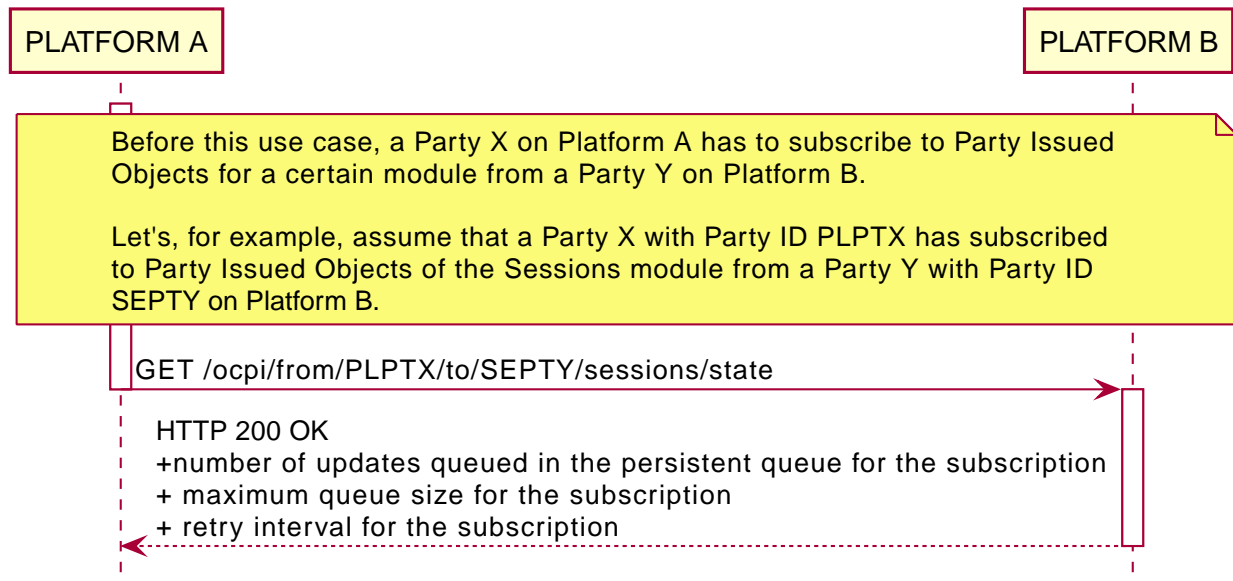 PLATFORM A
PLATFORM B
Before this use case, a Party X on Platform A has to subscribe to Party Issued
Objects for a certain module from a Party Y on Platform B.
Let's, for example, assume that a Party X with Party ID PLPTX has subscribed
to Party Issued Objects of the Sessions module from a Party Y with Party ID
SEPTY on Platform B.
GET /ocpi/from/PLPTX/to/SEPTY/sessions/state
HTTP 200 OK
+number of updates queued in the persistent queue for the subscription
+ maximum queue size for the subscription
+ retry interval for the subscription